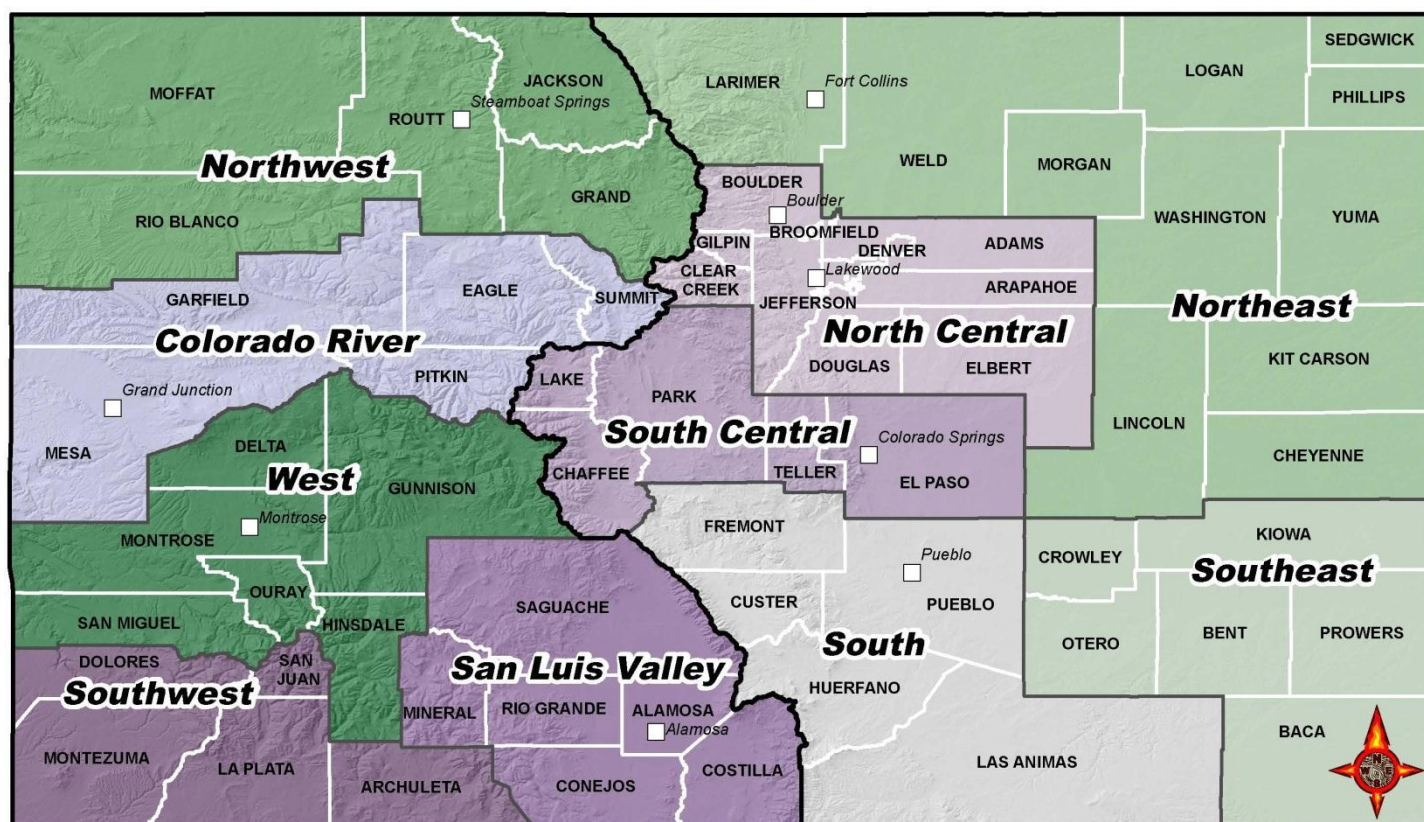 SEDGWICK
JACKSON
LARIMER
Fort Collins
LOGAN
MOFFAT
Steamboat Springs
PHILLIPS
ROUTT
Northwest
WELD
MORGAN
BOULDER
RIO BLANCO
GRAND
Boulder
WASHINGTON
YUMA
BROOMFIELD
GILPIN
DENVER
ADAMS
CLEAR
CREEK
Lakewood
ARAPAHOE
GARFIELD
EAGLE
SUMMIT
JEFFERSON
Northeast
Colorado River
North Central
KIT CARSON
PITKIN
LAKE
DOUGLAS
ELBERT
Grand Junction
PARK
LINCOLN
MESA
DELTA
South Central
Colorado Springs
CHEYENNE
West
GUNNISON
CHAFFEE
TELLER
EL PASO
Montrose
FREMONT
KIOWA
MONTROSE
Pueblo
CROWLEY
Southeast
OURAY
SAGUACHE
CUSTER
PUEBLO
SAN MIGUEL
HINSDALE
OTERO
BENT
PROWERS
DOLORES
SAN
JUAN
San Luis Valley
South
Southwest
HUERFANO
MINERAL
RIO GRANDE
ALAMOSA
Alamosa
BACA
MONTEZUMA
LA PLATA
ARCHULETA
CONEJOS
COSTILLA
LAS ANIMAS
N
W
E
S